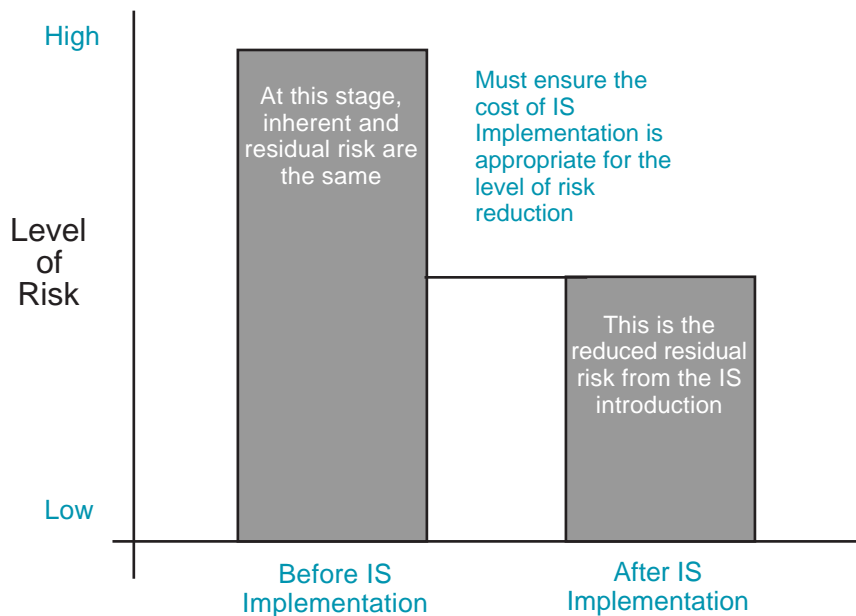 High
At this stage,
inherent and
residual risk are
the same
Must ensure the
cost of IS
Implementation is
appropriate for the
level of risk
reduction
Level
of
Risk
This is the
reduced residual
risk from the IS
introduction
Low
Before IS
Implementation
After IS
Implementation